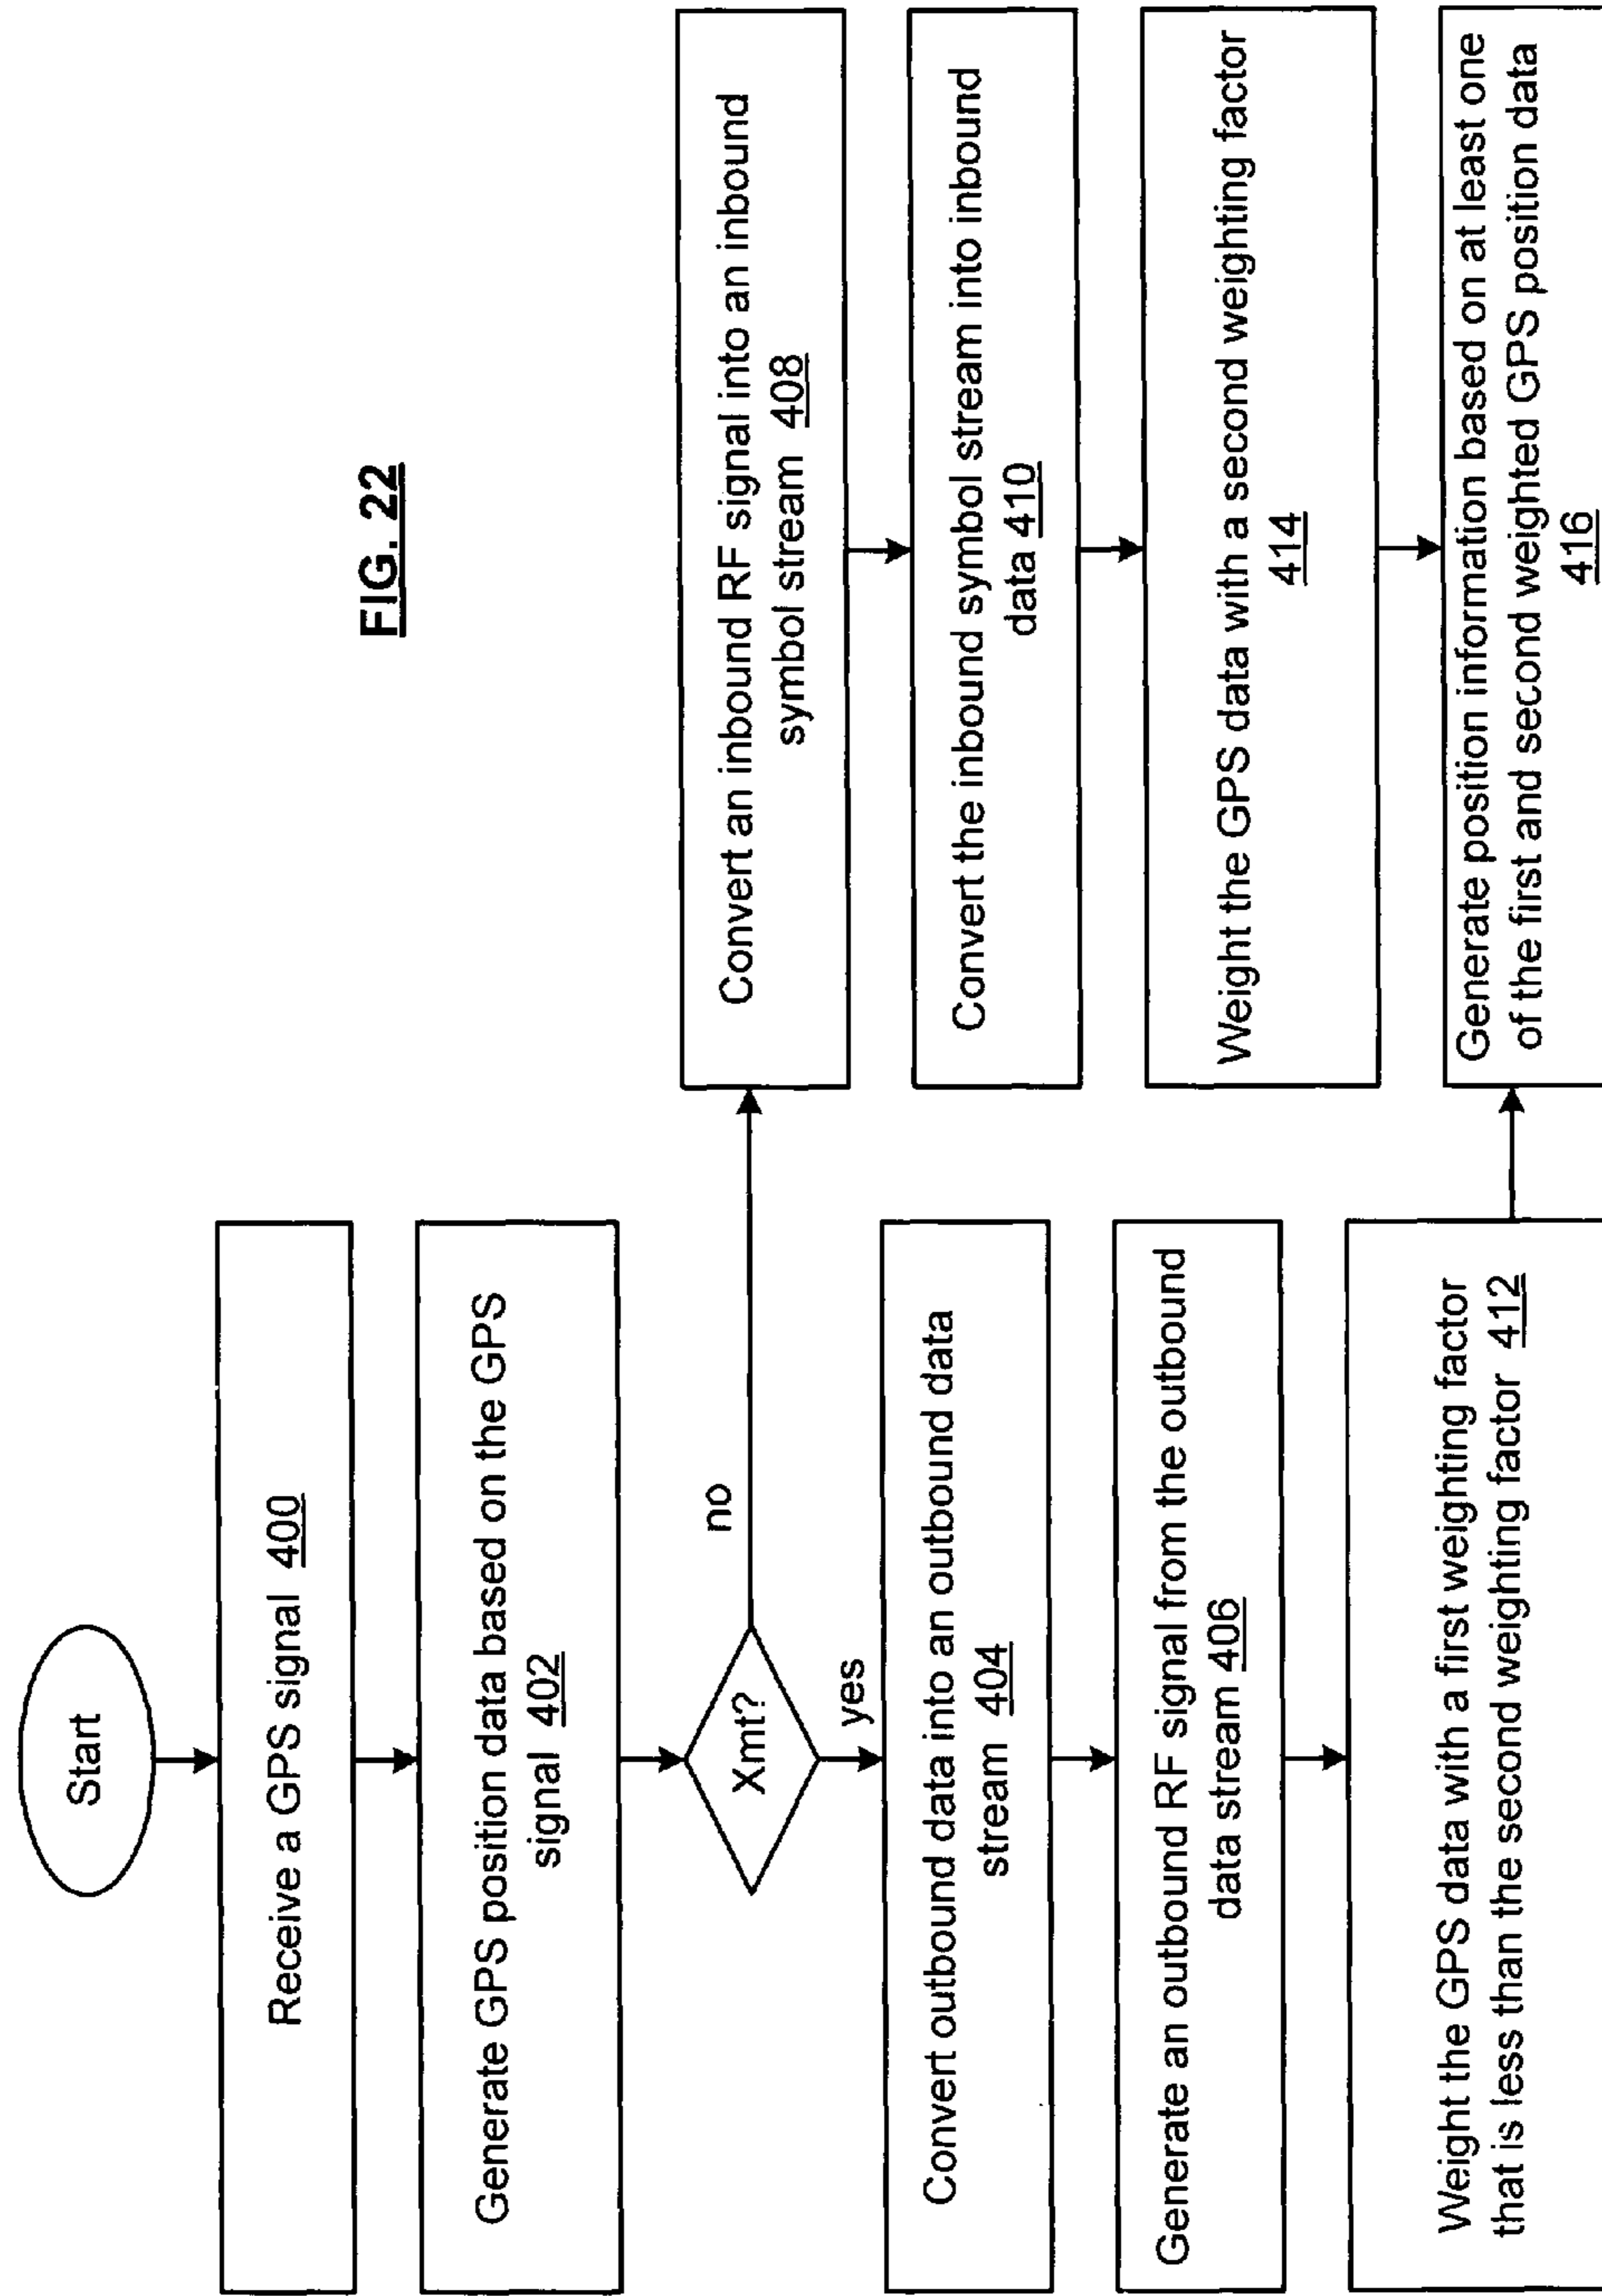 FIG. 22
Start
Receive a GPS signal 400
Generate GPS position data based on the GPS
signal 402
Xmt?
no
yes
Convert outbound data into an outbound data
stream 404
Generate an outbound RF signal from the outbound
data stream 406
Weight the GPS data with a first weighting factor
that is less than the second weighting factor 412
Convert an inbound RF signal into an inbound
symbol stream 408
Convert the inbound symbol stream into inbound
data 410
Weight the GPS data with a second weighting factor
414
Generate position information based on at least one
of the first and second weighted GPS position data
416